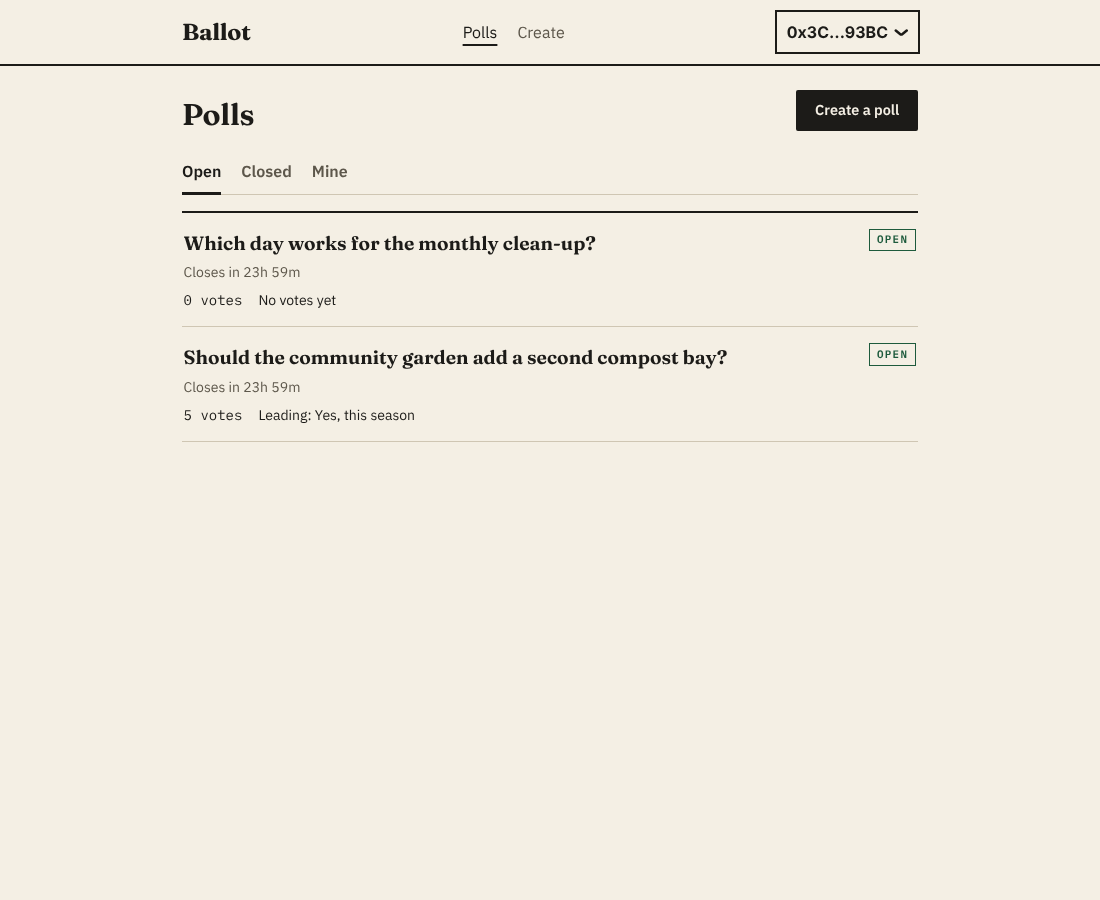 Ballot
Polls
Create
0x3C...93BC
Polls
Create a poll
Open
Closed
Mine
Which day works for the monthly clean-up?
OPEN
Closes in 23h 59m
0 votes
No votes yet
Should the community garden add a second compost bay?
OPEN
Closes in 23h 59m
5 votes
Leading: Yes, this season